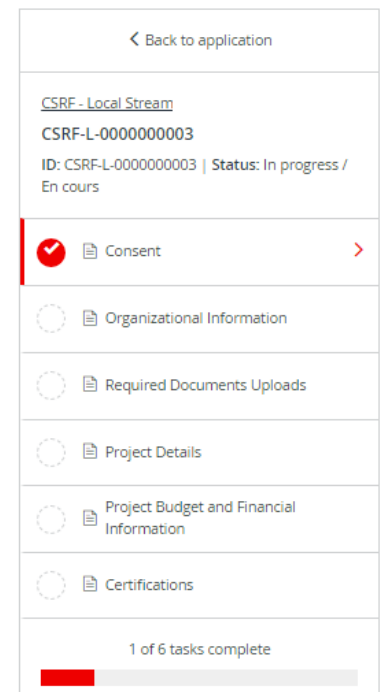 Back to application
CSRF - Local Stream
CSRF-L-0000000003
ID: CSRF-L-0000000003 | Status: In progress /
En cours
Consent
Organizational Information
Required Documents Uploads
Project Details
Project Budget and Financial
Information
Certifications
1 of 6 tasks complete